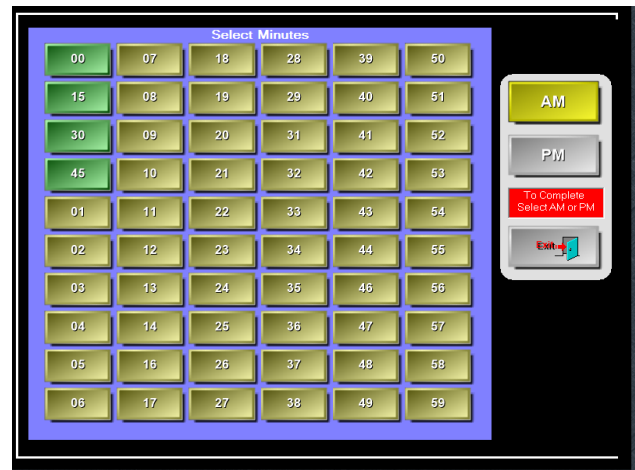 Select Minutes
00 07 18 28 39 50
15 08 19 29 40 51
30 09 20 31 41 52
45 10 21 32 42 53
01 11 22 33 43 54
02 12 23 34 44 55
03 13 24 35 46 56
04 14 25 36 47 57
05 16 26 37 48 58
06 17 27 38 49 59
AM
PM
To Complete
Select AM or PM
Exit